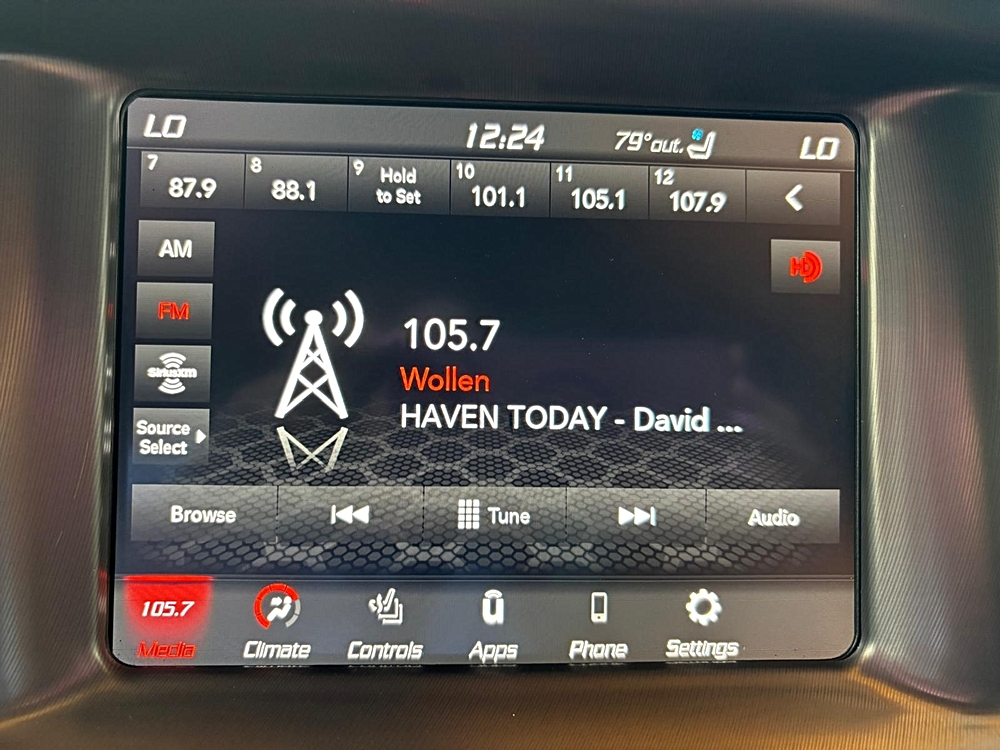 LO 12:24 79°out. LO
7 87.9 8 88.1 9 Hold to Set 10 101.1 11 105.1 12 107.9
AM
HD
FM
105.7
SiriusXM
Wollen
HAVEN TODAY - David ...
Source
Select
Browse Tune Audio
105.7
Media Climate Controls Apps Phone Settings